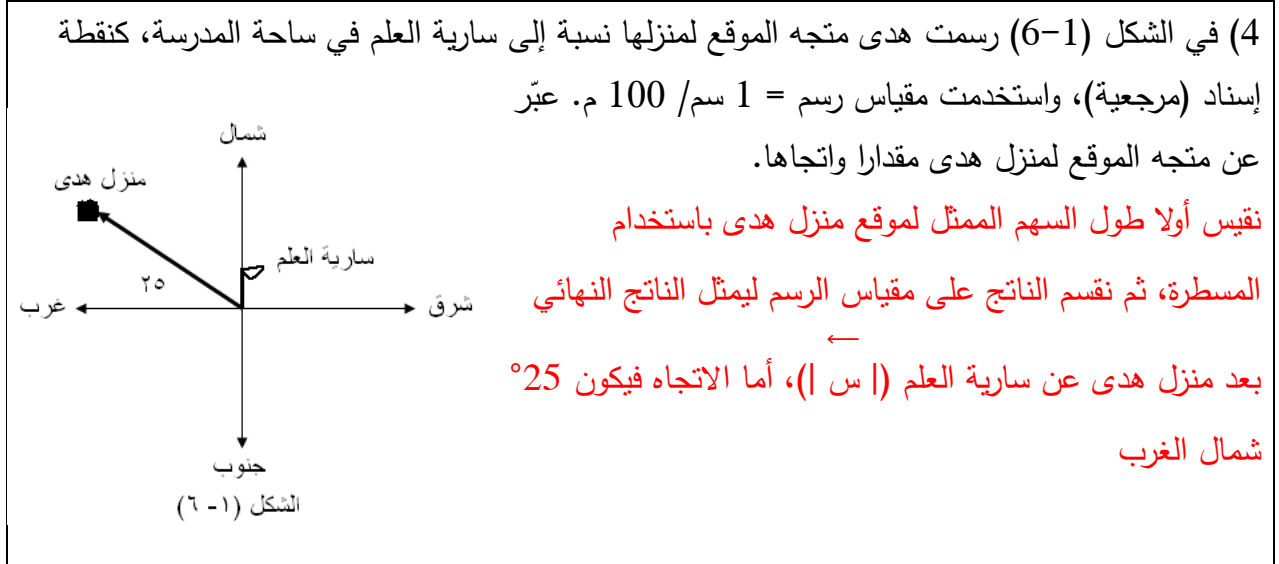 4) في الشكل (1-6) رسمت هدى متجه الموقع لمنزلها نسبة إلى سارية العلم في ساحة المدرسة، كنقطة
إسناد (مرجعية)، واستخدمت مقياس رسم = 1 سم/ 100 م. عبّر
عن متجه الموقع لمنزل هدى مقدارا واتجاها.
نقيس أولا طول السهم الممثل لموقع منزل هدى باستخدام
المسطرة، ثم نقسم الناتج على مقياس الرسم ليمثل الناتج النهائي
بعد منزل هدى عن سارية العلم (| س⃖ |)، أما الاتجاه فيكون 25°
شمال الغرب
شمال
منزل هدى
سارية العلم
٢٥
شرق
غرب
جنوب
الشكل (١- ٦)